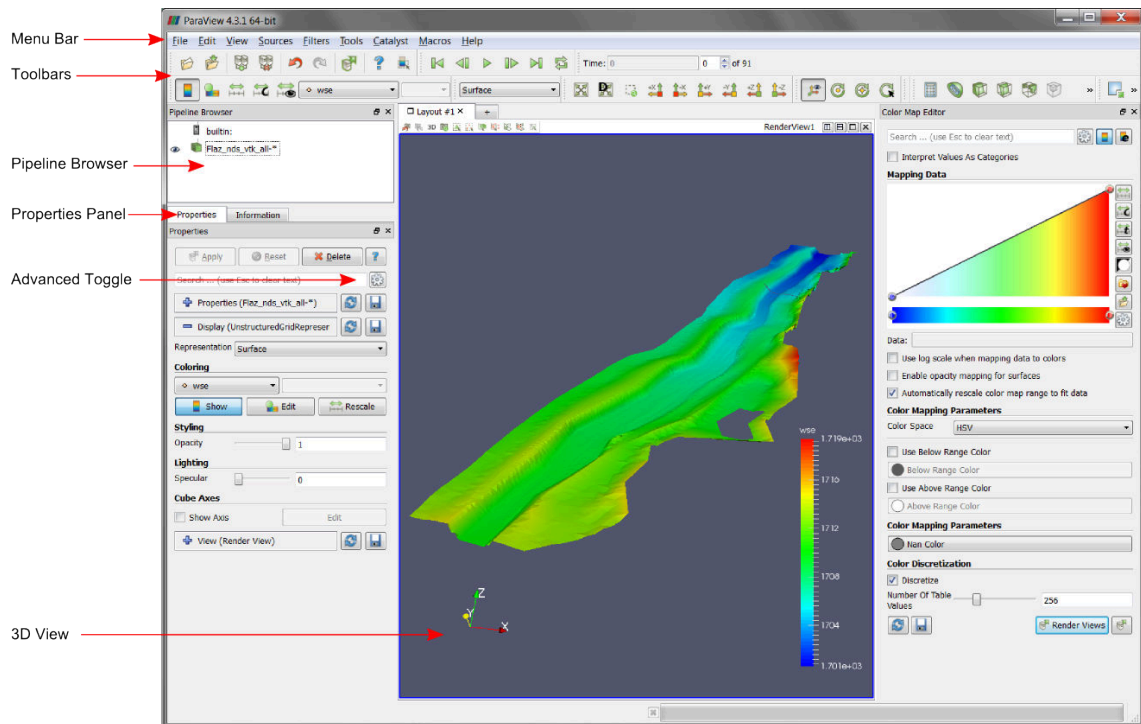 ParaView 4.3.1 64-bit
Menu Bar
File Edit View Sources Filters Tools Catalyst Macros Help
Toolbars
Time: 0 0 of 91
wse Surface
Pipeline Browser
Layout #1
Color Map Editor
3D RenderView1
builtin:
Search ... (use Esc to clear text)
Flaz_nds_vtk_all-*
Interpret Values As Categories
Pipeline Browser
Mapping Data
Properties Panel
Properties Information
Properties
Apply Reset Delete ?
Advanced Toggle
Search ... (use Esc to clear text)
Properties (Flaz_nds_vtk_all-*)
Display (UnstructuredGridRepreser
Representation Surface
Coloring
wse
Show Edit Rescale
Styling
Opacity 1
Lighting
Specular 0
Cube Axes
Show Axis Edit
View (Render View)
3D View
Z
Y
X
wse
1.719e+03
1716
1712
1708
1704
1.701e+03
Data:
Use log scale when mapping data to colors
Enable opacity mapping for surfaces
Automatically rescale color map range to fit data
Color Mapping Parameters
Color Space HSV
Use Below Range Color
Below Range Color
Use Above Range Color
Above Range Color
Color Mapping Parameters
Nan Color
Color Discretization
Discretize
Number Of Table
Values
256
Render Views